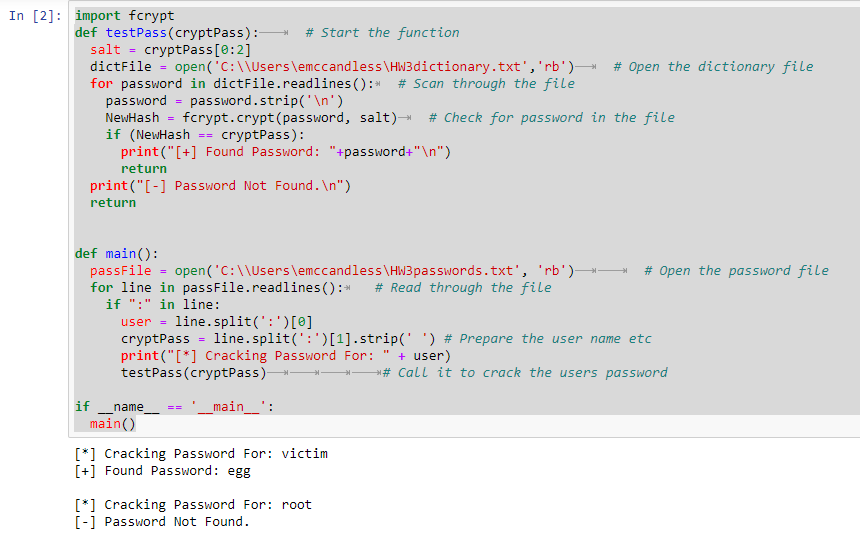 In [2]:
import fcrypt
def testPass(cryptPass): # Start the function
  salt = cryptPass[0:2]
  dictFile = open('C:\\Users\emccandless\HW3dictionary.txt','rb') # Open the dictionary file
  for password in dictFile.readlines(): # Scan through the file
    password = password.strip('\n')
    NewHash = fcrypt.crypt(password, salt) # Check for password in the file
    if (NewHash == cryptPass):
      print("[+] Found Password: "+password+"\n")
      return
  print("[-] Password Not Found.\n")
  return
def main():
  passFile = open('C:\\Users\emccandless\HW3passwords.txt', 'rb') # Open the password file
  for line in passFile.readlines(): # Read through the file
    if ":" in line:
      user = line.split(':')[0]
      cryptPass = line.split(':')[1].strip(' ') # Prepare the user name etc
      print("[*] Cracking Password For: " + user)
      testPass(cryptPass) # Call it to crack the users password
if __name__ == '__main__':
  main()
[*] Cracking Password For: victim
[+] Found Password: egg
[*] Cracking Password For: root
[-] Password Not Found.